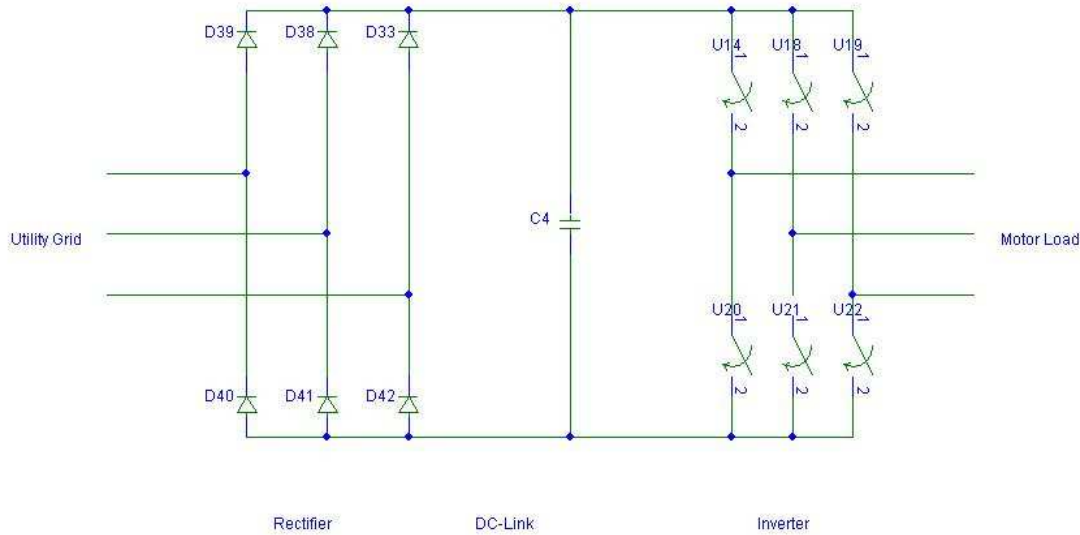 D39
D38
D33
U14
U18
U19
1
1
1
2
2
2
C4
Utility Grid
Motor Load
U20
U21
U22
1
1
1
2
2
2
D40
D41
D42
Rectifier
DC-Link
Inverter